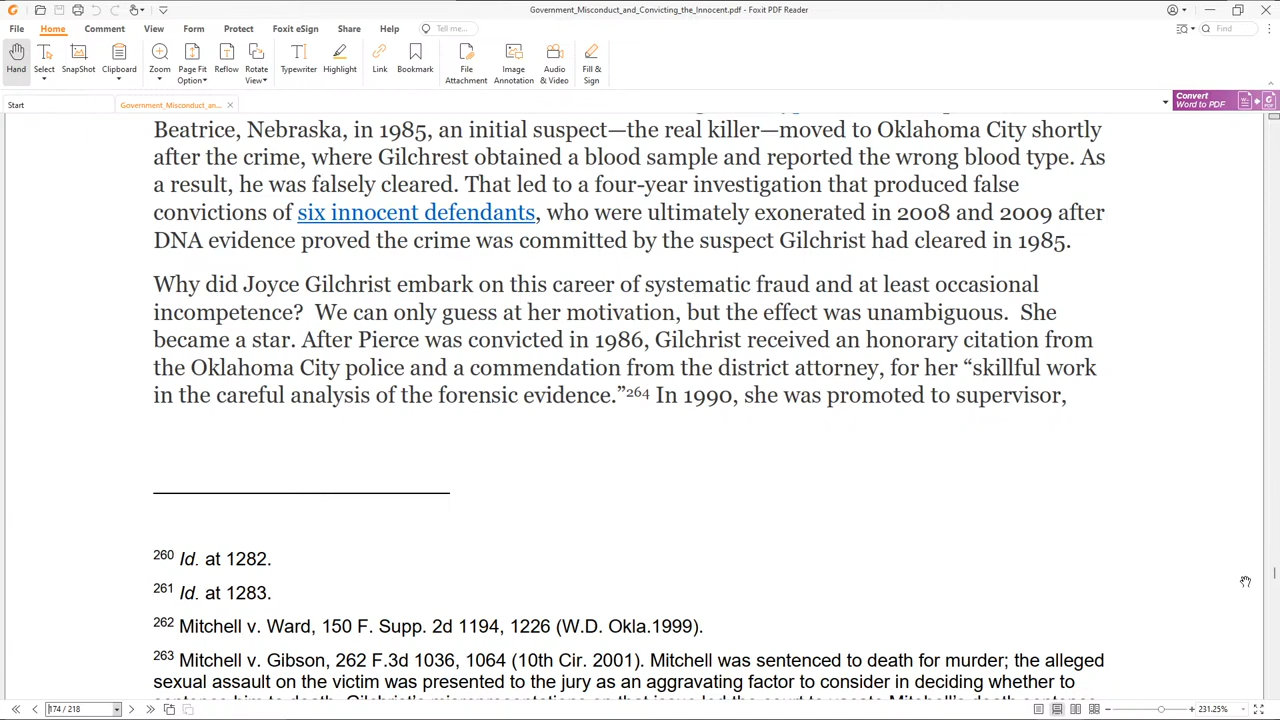 Government_Misconduct_and_Convicting_the_Innocent.pdf - Foxit PDF Reader
File Home Comment View Form Protect Foxit eSign Share Help Tell me... Find
Hand Select SnapShot Clipboard Zoom Page Fit Option Reflow Rotate View Typewriter Highlight Link Bookmark File Attachment Image Annotation Audio & Video Fill & Sign
Start Government_Misconduct_an... Convert Word to PDF
Beatrice, Nebraska, in 1985, an initial suspect—the real killer—moved to Oklahoma City shortly
after the crime, where Gilchrest obtained a blood sample and reported the wrong blood type. As
a result, he was falsely cleared. That led to a four-year investigation that produced false
convictions of six innocent defendants, who were ultimately exonerated in 2008 and 2009 after
DNA evidence proved the crime was committed by the suspect Gilchrist had cleared in 1985.
Why did Joyce Gilchrist embark on this career of systematic fraud and at least occasional
incompetence? We can only guess at her motivation, but the effect was unambiguous. She
became a star. After Pierce was convicted in 1986, Gilchrist received an honorary citation from
the Oklahoma City police and a commendation from the district attorney, for her “skillful work
in the careful analysis of the forensic evidence.”264 In 1990, she was promoted to supervisor,
260 Id. at 1282.
261 Id. at 1283.
262 Mitchell v. Ward, 150 F. Supp. 2d 1194, 1226 (W.D. Okla.1999).
263 Mitchell v. Gibson, 262 F.3d 1036, 1064 (10th Cir. 2001). Mitchell was sentenced to death for murder; the alleged
sexual assault on the victim was presented to the jury as an aggravating factor to consider in deciding whether to
174 / 218 231.25%